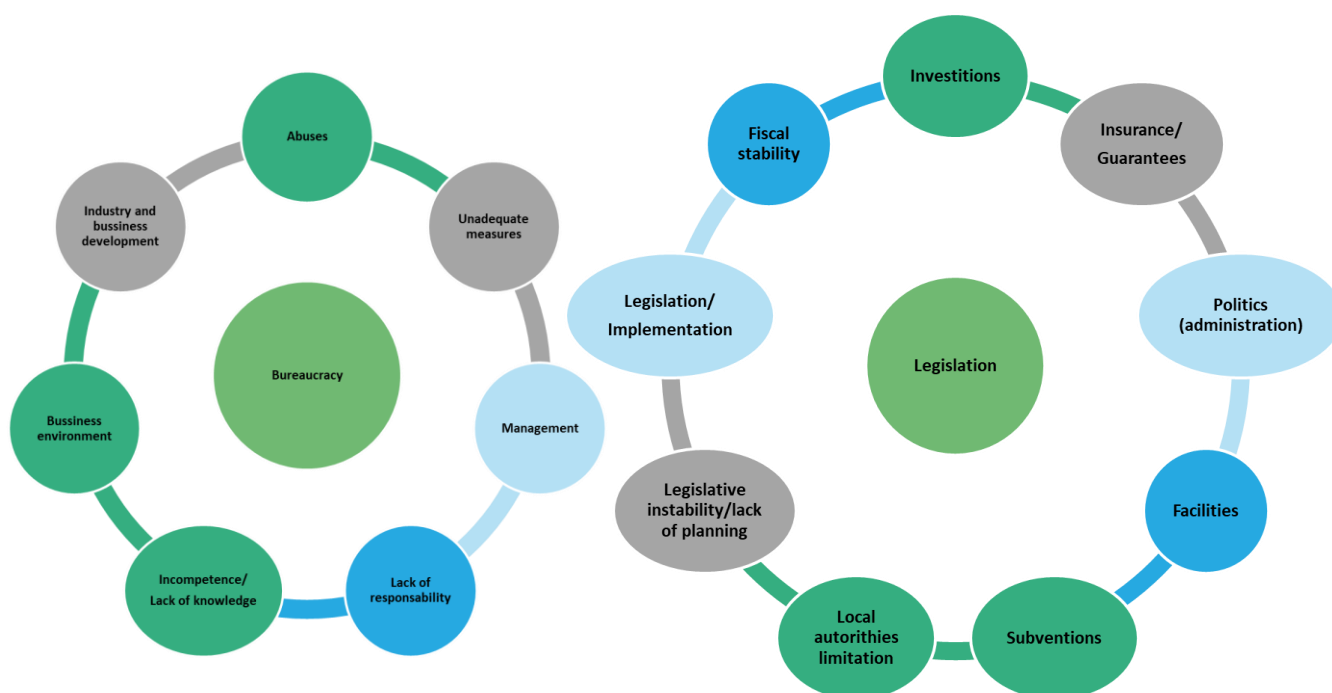 Abuses
Unadequate
measures
Management
Lack of
responsability
Incompetence/
Lack of knowledge
Bussiness
environment
Industry and
bussiness
development
Bureaucracy
Investitions
Insurance/
Guarantees
Politics
(administration)
Facilities
Subventions
Local
autorithies
limitation
Legislative
instability/lack
of planning
Legislation/
Implementation
Fiscal
stability
Legislation